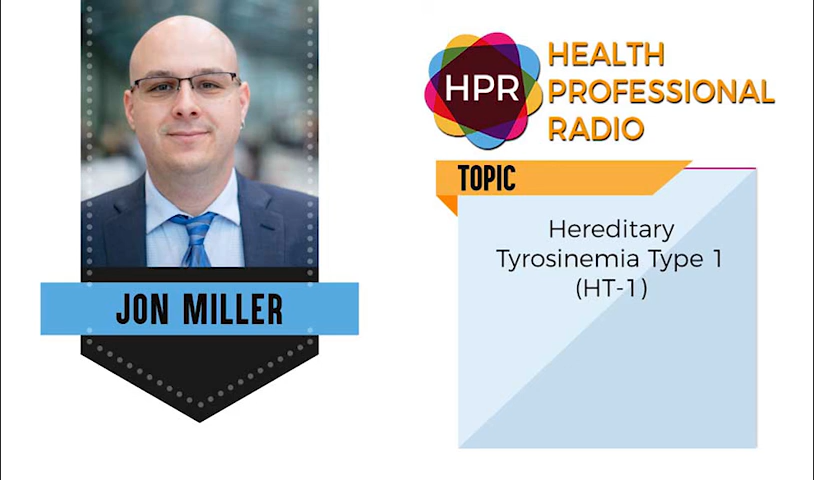 JON MILLER
HPR
HEALTH
PROFESSIONAL
RADIO
TOPIC
Hereditary
Tyrosinemia Type 1
(HT-1)